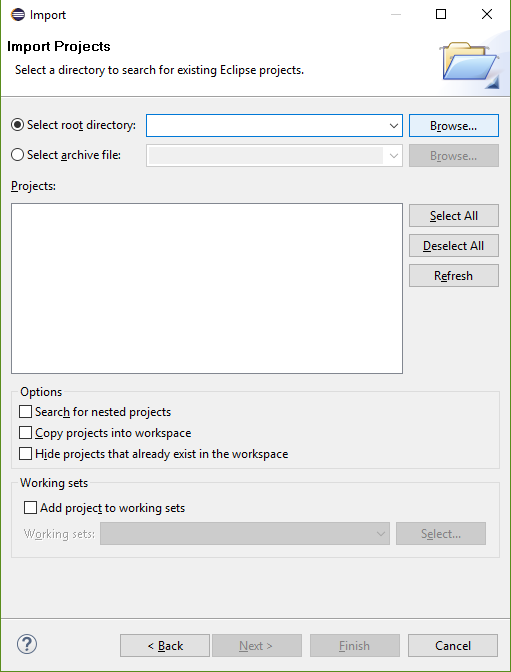 Import
Import Projects
Select a directory to search for existing Eclipse projects.
Select root directory:
Browse...
Select archive file:
Browse...
Projects:
Select All
Deselect All
Refresh
Options
Search for nested projects
Copy projects into workspace
Hide projects that already exist in the workspace
Working sets
Add project to working sets
Working sets:
Select...
?
< Back
Next >
Finish
Cancel